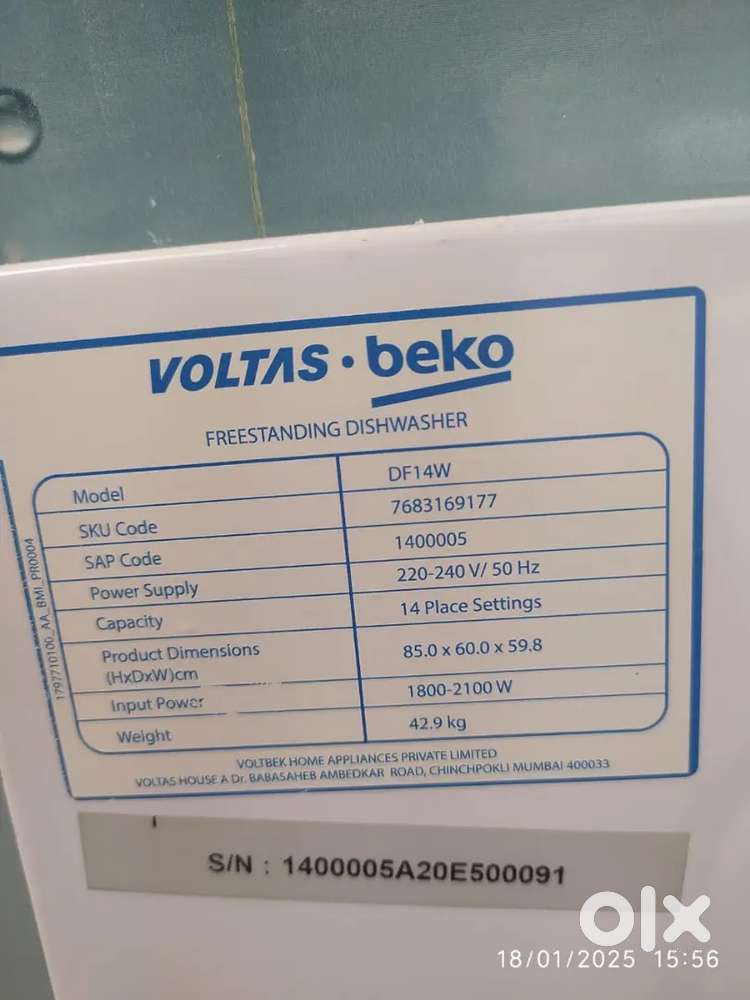 VOLTAS • beko
FREESTANDING DISHWASHER
Model DF14W
SKU Code 7683169177
SAP Code 1400005
Power Supply 220-240 V/ 50 Hz
Capacity 14 Place Settings
Product Dimensions
(HxDxW)cm 85.0 x 60.0 x 59.8
Input Power 1800-2100 W
Weight 42.9 kg
VOLTBEK HOME APPLIANCES PRIVATE LIMITED
VOLTAS HOUSE A Dr. BABASAHEB AMBEDKAR ROAD, CHINCHPOKLI MUMBAI 400033
1797710100_AA_BMI_PR0004
S/N : 1400005A20E500091
olx
18/01/2025 15:56